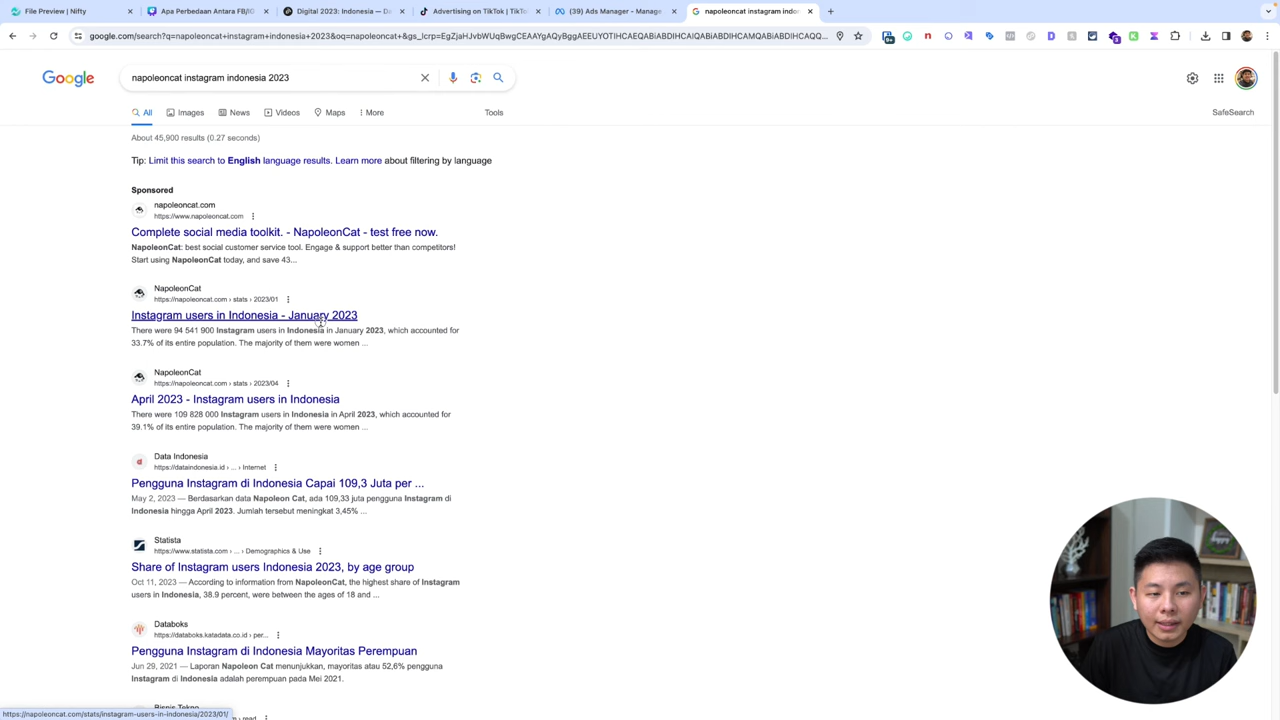 File Preview | Nifty
Apa Perbedaan Antara FB/IG
Digital 2023: Indonesia — Da
Advertising on TikTok | TikTo
(39) Ads Manager - Manage
napoleoncat instagram indon
google.com/search?q=napoleoncat+instagram+indonesia+2023&oq=napoleoncat+&gs_lcrp=EgZjaHJvbWUqBwgCEAAYgAQyBggAEEUYOTIHCAEQABiABDIHCAIQABiABDIHCAMQABiABDIHCAQQ...
Google
napoleoncat instagram indonesia 2023
All
Images
News
Videos
Maps
More
Tools
SafeSearch
About 45,900 results (0.27 seconds)
Tip: Limit this search to English language results. Learn more about filtering by language
Sponsored
napoleoncat.com
https://www.napoleoncat.com
Complete social media toolkit. - NapoleonCat - test free now.
NapoleonCat: best social customer service tool. Engage & support better than competitors!
Start using NapoleonCat today, and save 43...
NapoleonCat
https://napoleoncat.com › stats › 2023/01
Instagram users in Indonesia - January 2023
There were 94 541 900 Instagram users in Indonesia in January 2023, which accounted for
33.7% of its entire population. The majority of them were women ...
NapoleonCat
https://napoleoncat.com › stats › 2023/04
April 2023 - Instagram users in Indonesia
There were 109 828 000 Instagram users in Indonesia in April 2023, which accounted for
39.1% of its entire population. The majority of them were women ...
Data Indonesia
https://dataindonesia.id › ... › Internet
Pengguna Instagram di Indonesia Capai 109,3 Juta per ...
May 2, 2023 — Berdasarkan data Napoleon Cat, ada 109,33 juta pengguna Instagram di
Indonesia hingga April 2023. Jumlah tersebut meningkat 3,45% ...
Statista
https://www.statista.com › ... › Demographics & Use
Share of Instagram users Indonesia 2023, by age group
Oct 11, 2023 — According to information from NapoleonCat, the highest share of Instagram
users in Indonesia, 38.9 percent, were between the ages of 18 and ...
Databoks
https://databoks.katadata.co.id › per...
Pengguna Instagram di Indonesia Mayoritas Perempuan
Jun 29, 2021 — Laporan Napoleon Cat menunjukkan, mayoritas atau 52,6% pengguna
Instagram di Indonesia adalah perempuan pada Mei 2021.
Bisnis Tekno
› read
https://napoleoncat.com/stats/instagram-users-in-indonesia/2023/01/